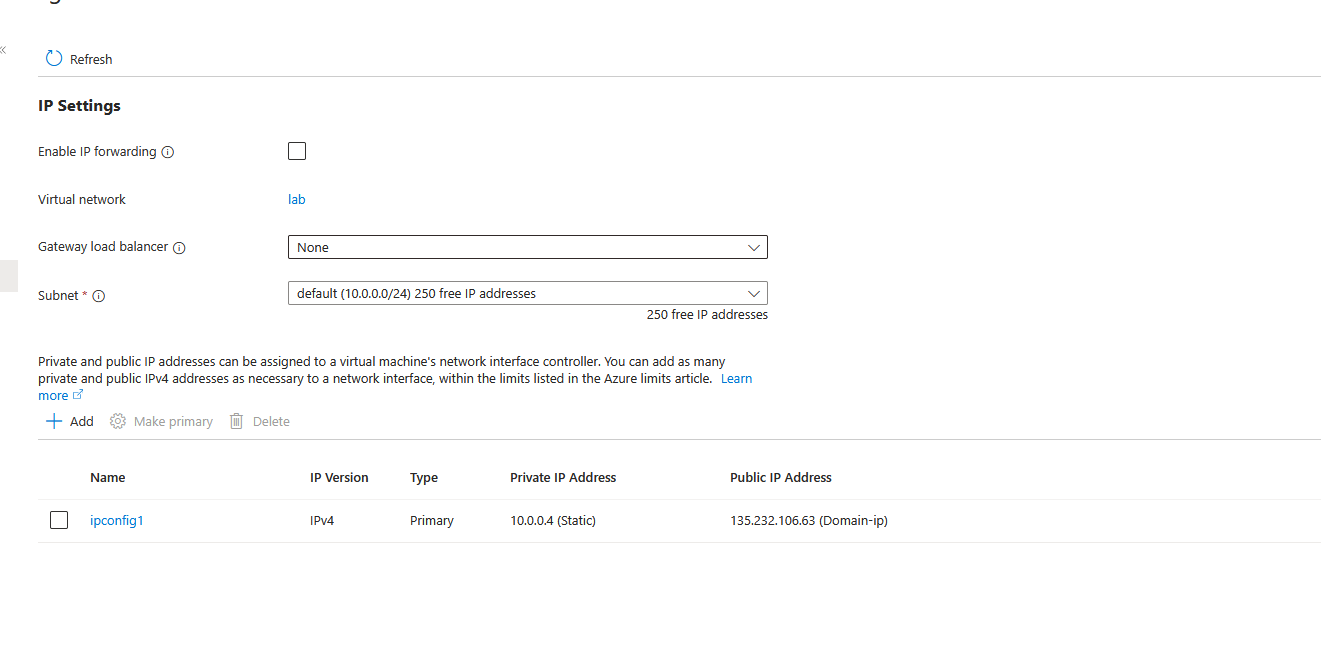 Refresh
IP Settings
Enable IP forwarding
Virtual network lab
Gateway load balancer None
Subnet * default (10.0.0.0/24) 250 free IP addresses
250 free IP addresses
Private and public IP addresses can be assigned to a virtual machine's network interface controller. You can add as many
private and public IPv4 addresses as necessary to a network interface, within the limits listed in the Azure limits article. Learn
more
Add Make primary Delete
Name IP Version Type Private IP Address Public IP Address
ipconfig1 IPv4 Primary 10.0.0.4 (Static) 135.232.106.63 (Domain-ip)